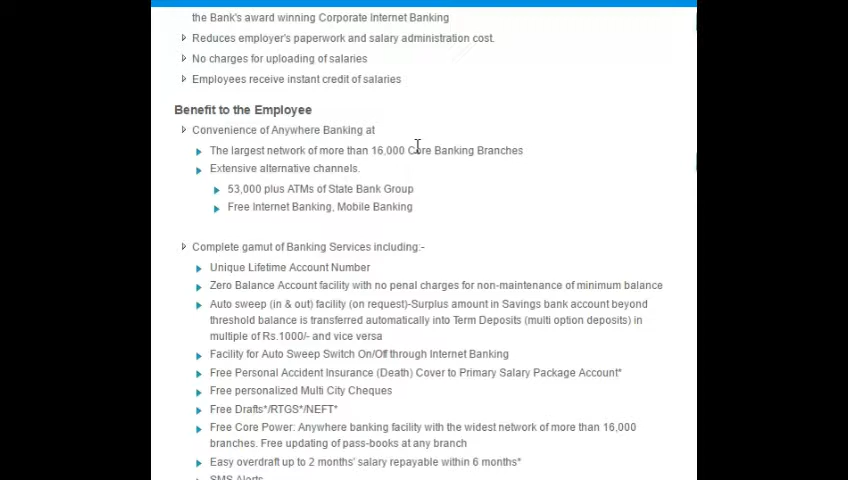 the Bank's award winning Corporate Internet Banking
Reduces employer's paperwork and salary administration cost.
No charges for uploading of salaries
Employees receive instant credit of salaries
Benefit to the Employee
Convenience of Anywhere Banking at
The largest network of more than 16,000 Core Banking Branches
Extensive alternative channels.
53,000 plus ATMs of State Bank Group
Free Internet Banking, Mobile Banking
Complete gamut of Banking Services including:-
Unique Lifetime Account Number
Zero Balance Account facility with no penal charges for non-maintenance of minimum balance
Auto sweep (in & out) facility (on request)-Surplus amount in Savings bank account beyond
threshold balance is transferred automatically into Term Deposits (multi option deposits) in
multiple of Rs.1000/- and vice versa
Facility for Auto Sweep Switch On/Off through Internet Banking
Free Personal Accident Insurance (Death) Cover to Primary Salary Package Account*
Free personalized Multi City Cheques
Free Drafts*/RTGS*/NEFT*
Free Core Power: Anywhere banking facility with the widest network of more than 16,000
branches. Free updating of pass-books at any branch
Easy overdraft up to 2 months' salary repayable within 6 months*
SMS Alerts